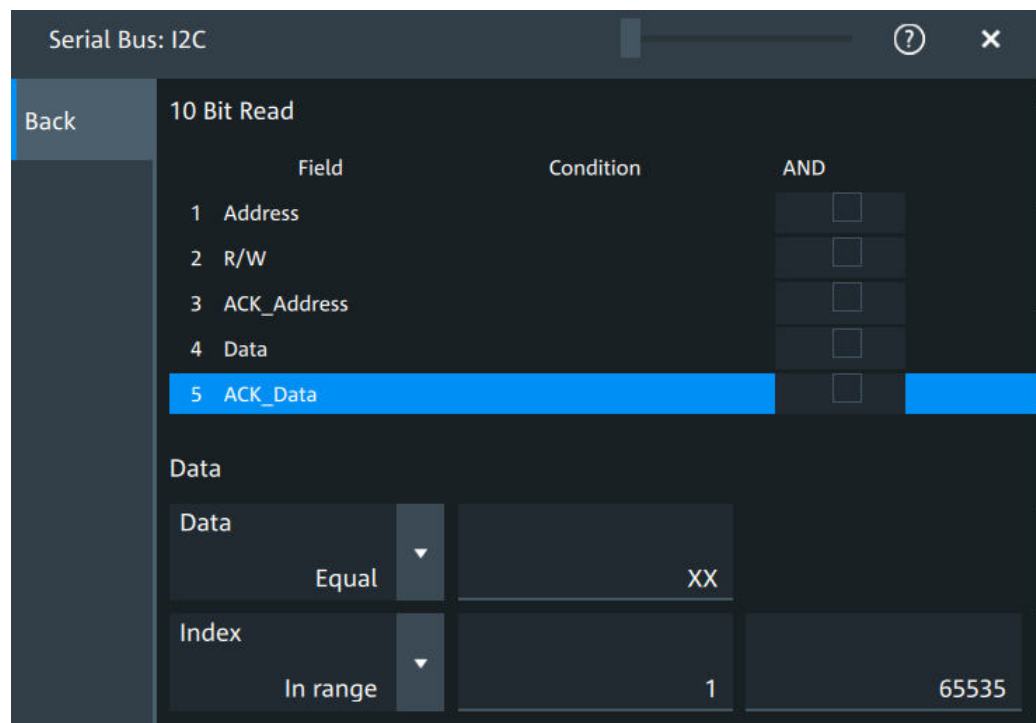 Serial Bus: I2C ? ×
Back
10 Bit Read
Field Condition AND
1 Address
2 R/W
3 ACK_Address
4 Data
5 ACK_Data
Data
Data
Equal XX
Index
In range 1 65535